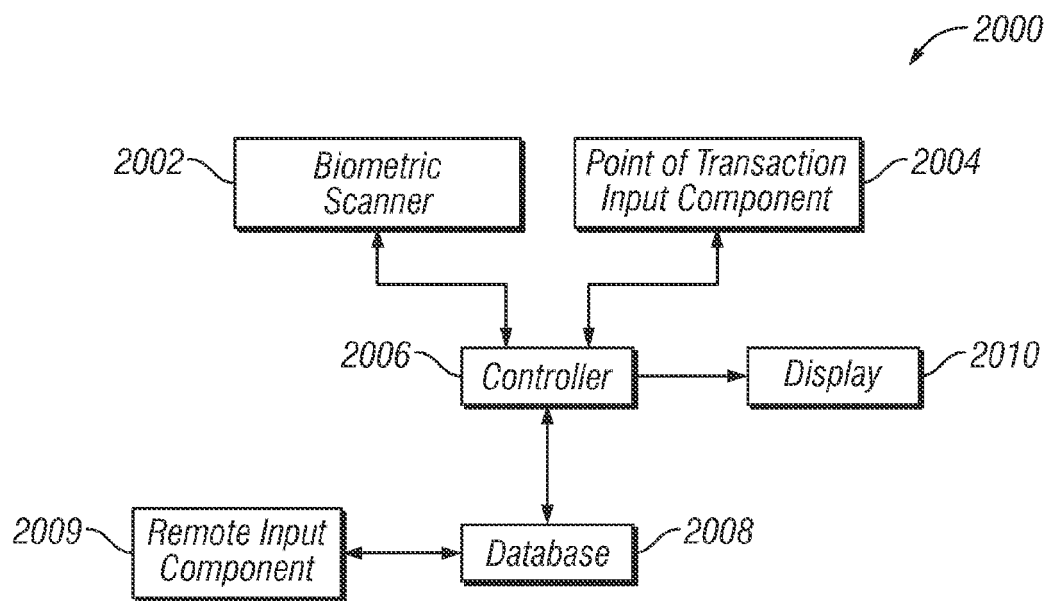 2000
2002
Biometric
Scanner
Point of Transaction
Input Component
2004
2006
Controller
Display
2010
2009
Remote Input
Component
Database
2008